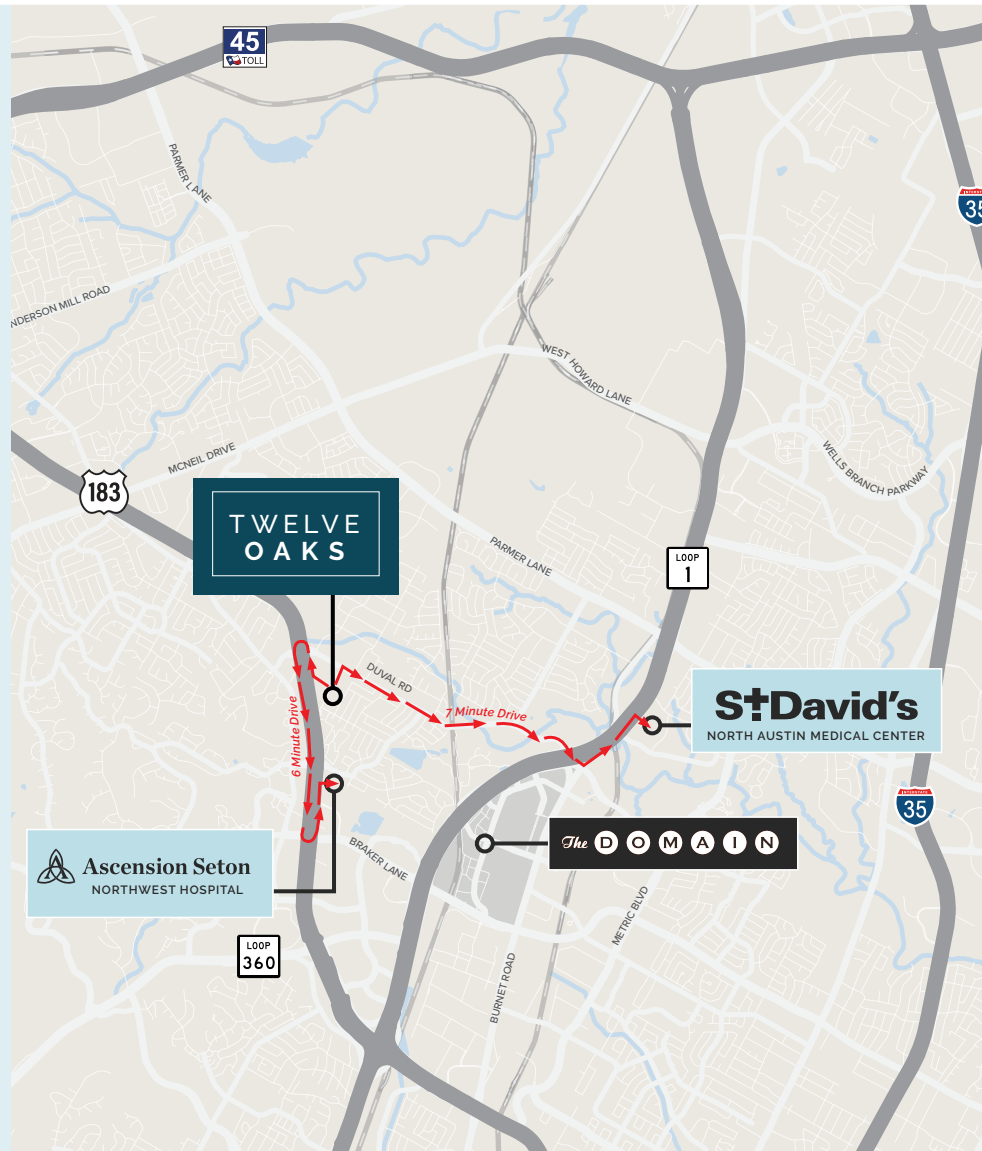 45
TOLL
PARMER LANE
INTERSTATE
35
NDERSON MILL ROAD
WEST HOWARD LANE
MCNEIL DRIVE
WELLS BRANCH PARKWAY
183
TWELVE
OAKS
PARMER LANE
LOOP
1
DUVAL RD
7 Minute Drive
6 Minute Drive
St David's
NORTH AUSTIN MEDICAL CENTER
INTERSTATE
35
The DOMAIN
BRAKER LANE
Ascension Seton
NORTHWEST HOSPITAL
METRIC BLVD
LOOP
360
BURNET ROAD